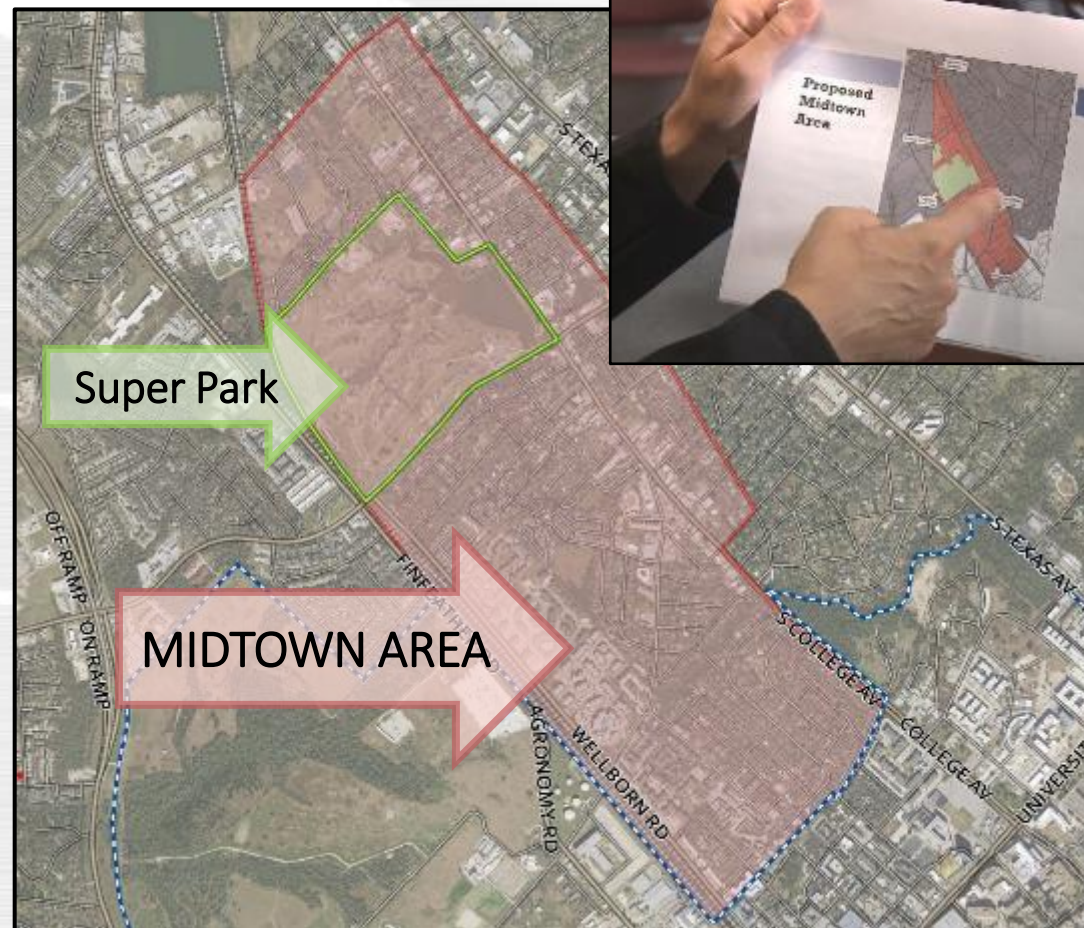 Proposed
Midtown
Area
S TEXA
Super Park
OFF RAMP ON RAMP
MIDTOWN AREA
S TEXAS AV
S COLLEGE AV
COLLEGE AV
AGRONOMY RD
WELLBORN RD